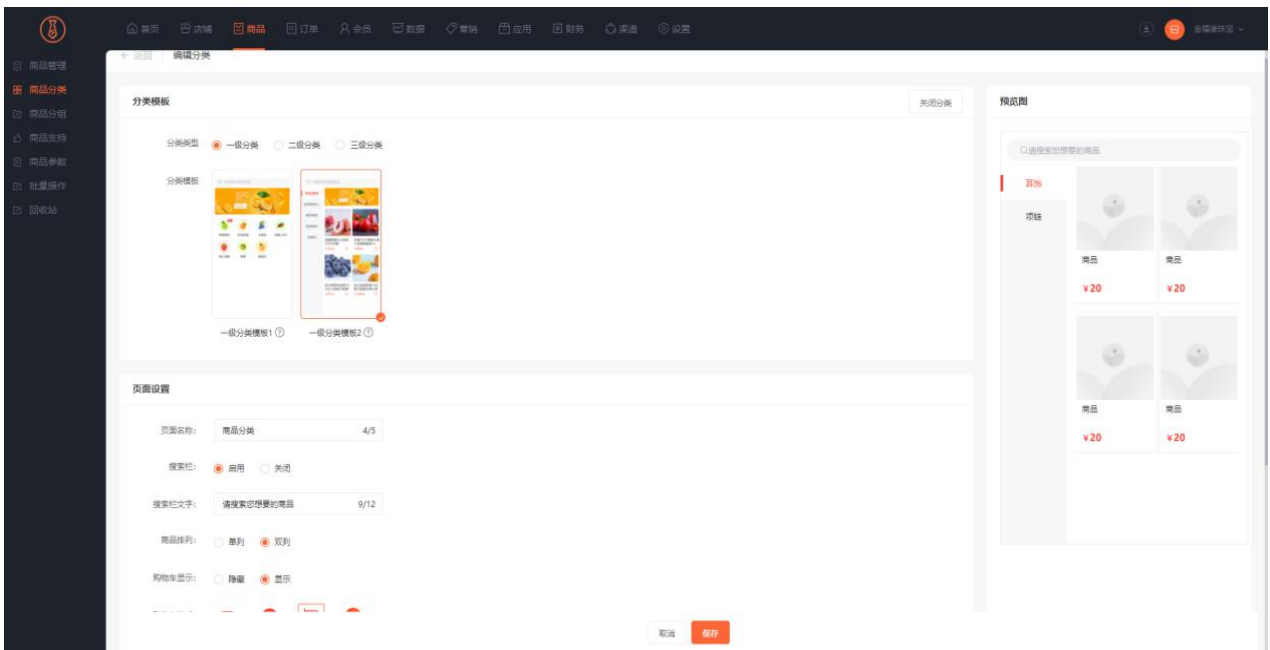 首页 店铺 商品 订单 会员 数据 营销 应用 财务 渠道 设置
商品管理
商品分类
商品分组
商品支持
商品参数
批量操作
回收站
返回 编辑分类
分类模板 关闭分类
分类类型 一级分类 二级分类 三级分类
分类模板
一级分类模板1 一级分类模板2
页面设置
页面名称: 商品分类 4/5
搜索栏: 启用 关闭
搜索栏文字: 请搜索您想要的商品 9/12
商品排列: 单列 双列
购物车显示: 隐藏 显示
取消 保存
预览图
请搜索您想要的商品
耳饰
项链
商品 商品
¥20 ¥20
商品 商品
¥20 ¥20